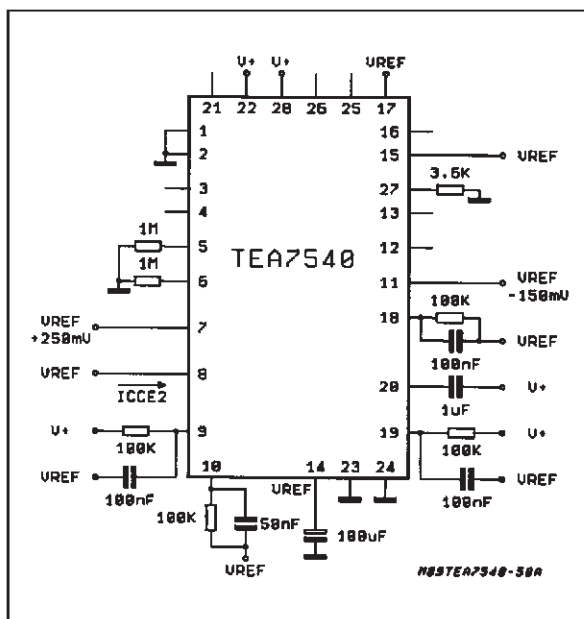 V+ V+ VREF
21 22 28 26 25 17
1 16
2 15 VREF
3 27 3.6K
4 13
1M
5 12
TEA7540
1M
6 11 VREF
-150mV
VREF 7 18 100K
+250mV
VREF
100nF
VREF 8 20 V+
ICCE2 1uF
V+ 9 19 V+
100K 100K
10 14 23 24
VREF 100nF VREF VREF
100nF
100K 50nF 100uF
VREF
M89TEA7540-50A